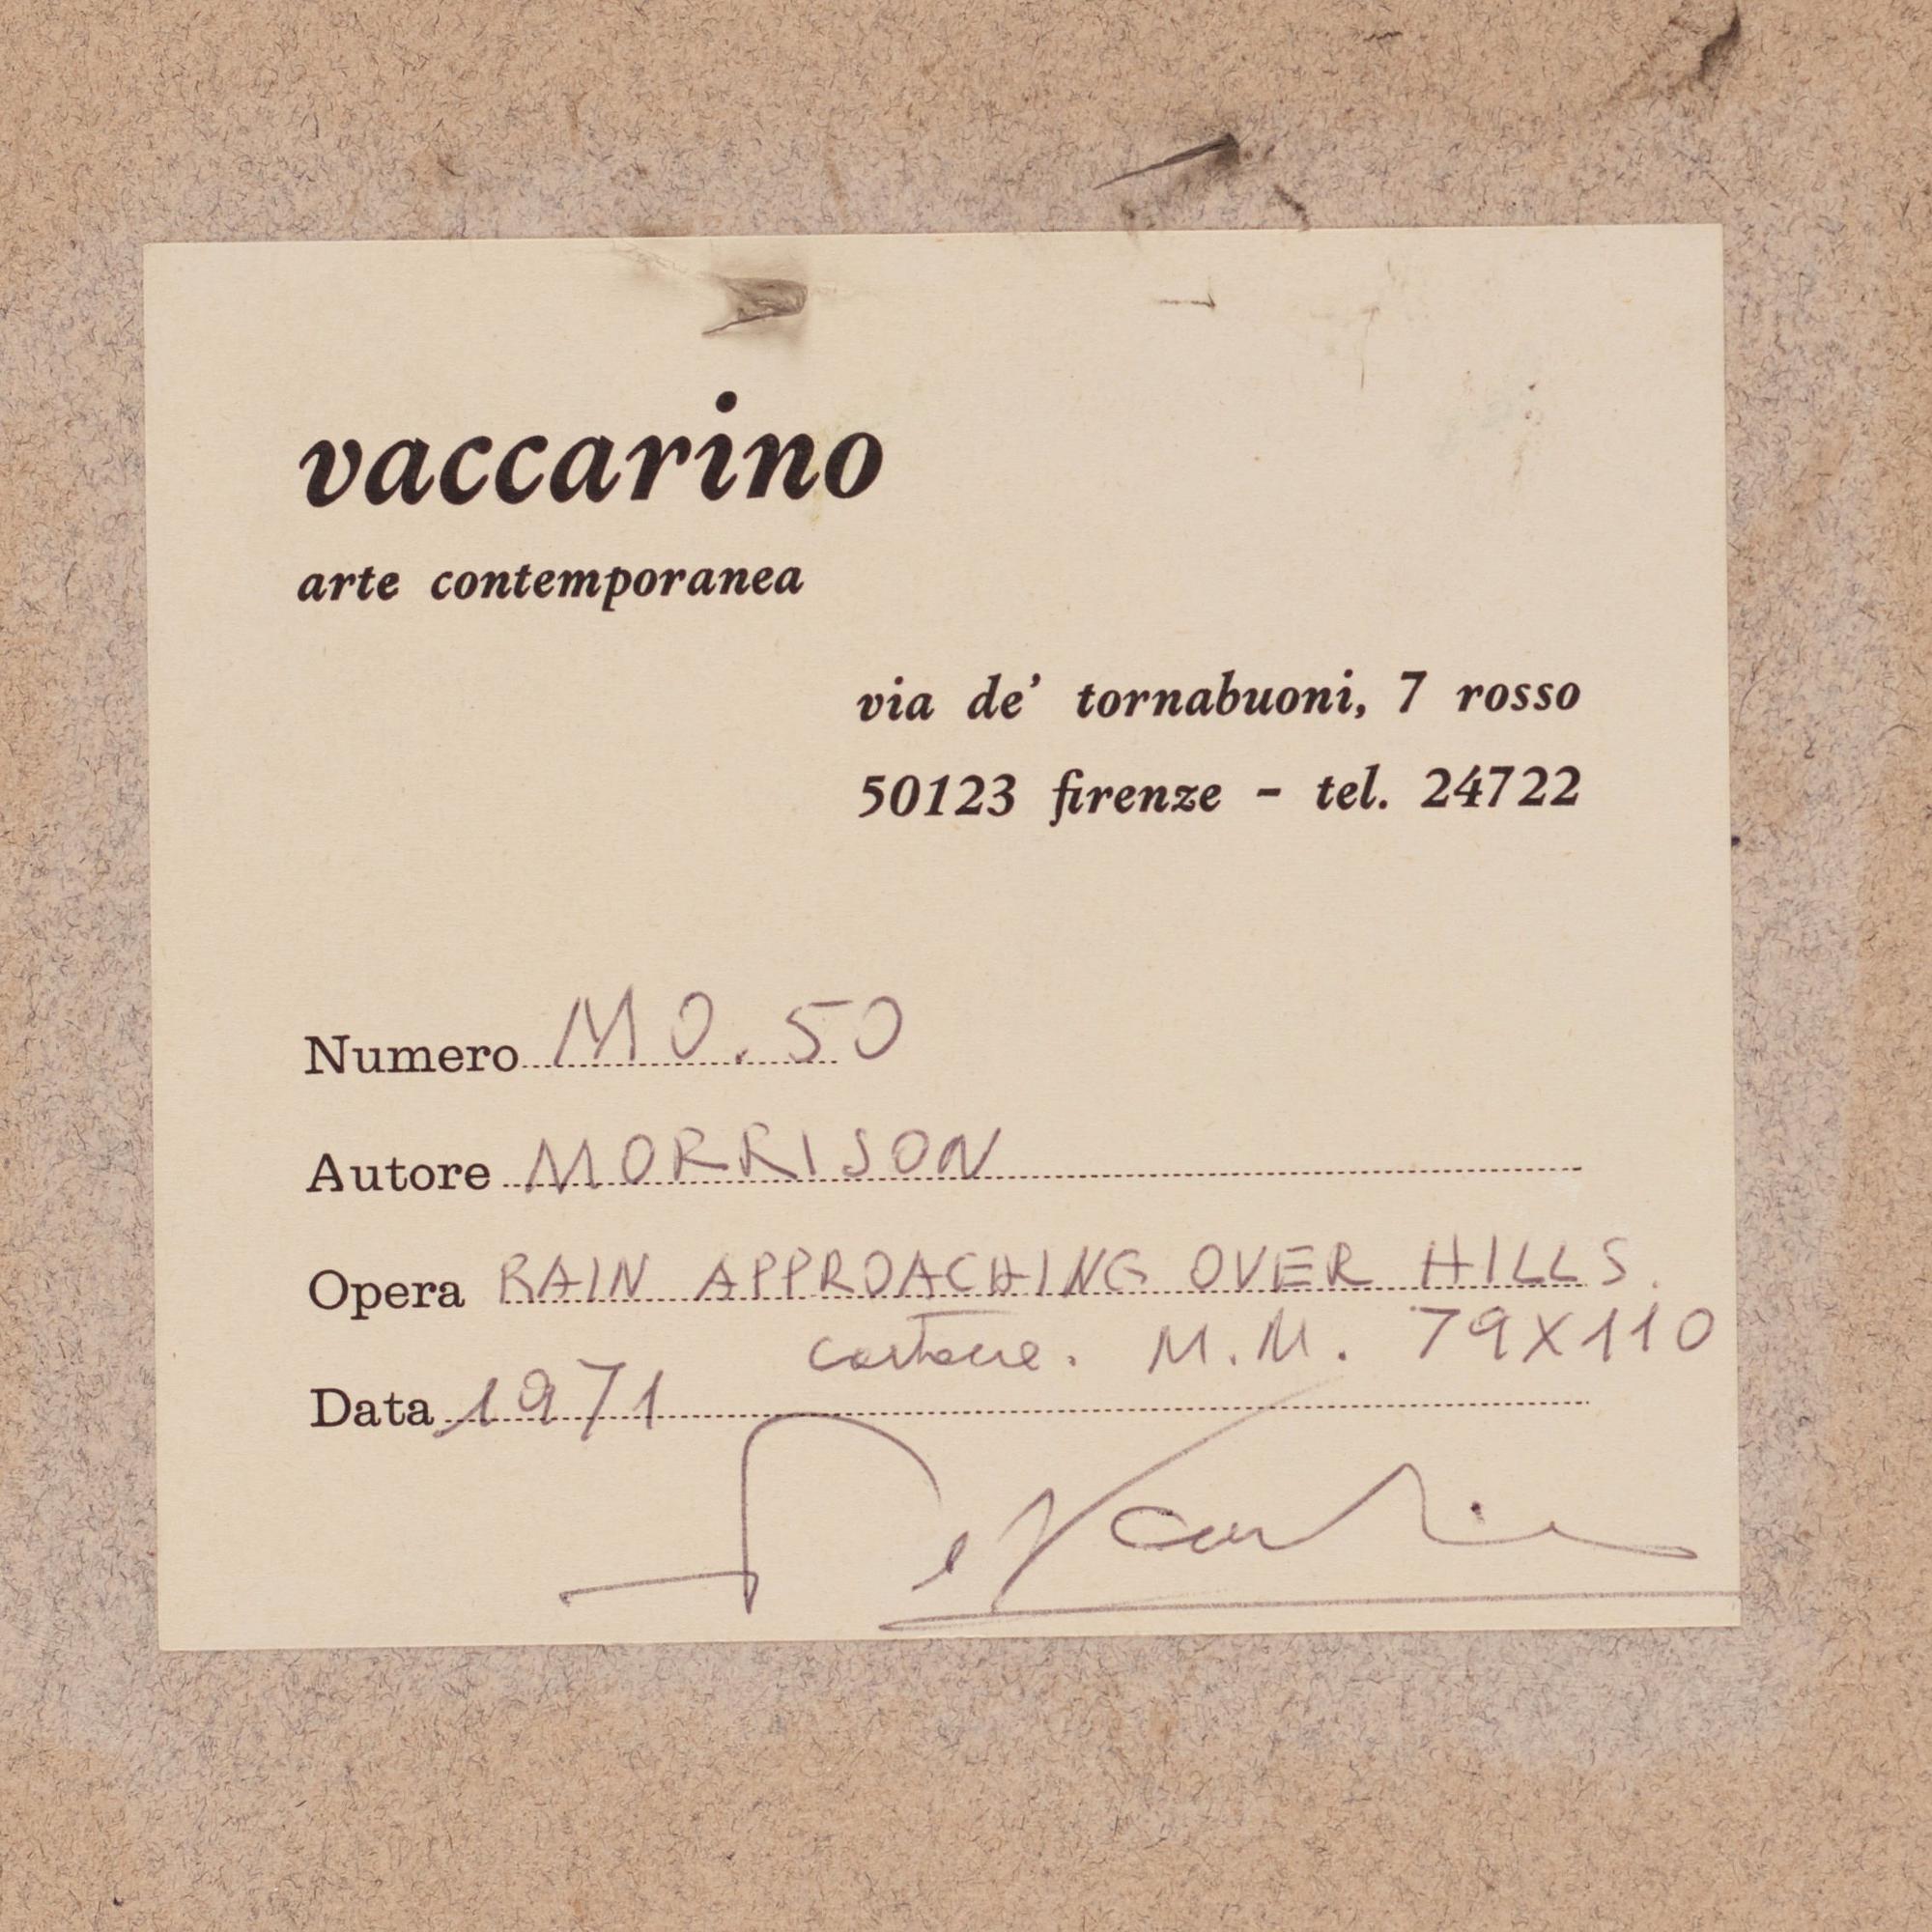 vaccarino
arte contemporanea
via de' tornabuoni, 7 rosso
50123 firenze - tel. 24722
Numero MO.50
Autore MORRISON
Opera RAIN APPROACHING OVER HILLS.
cartone. M.M. 79X110
Data 1971